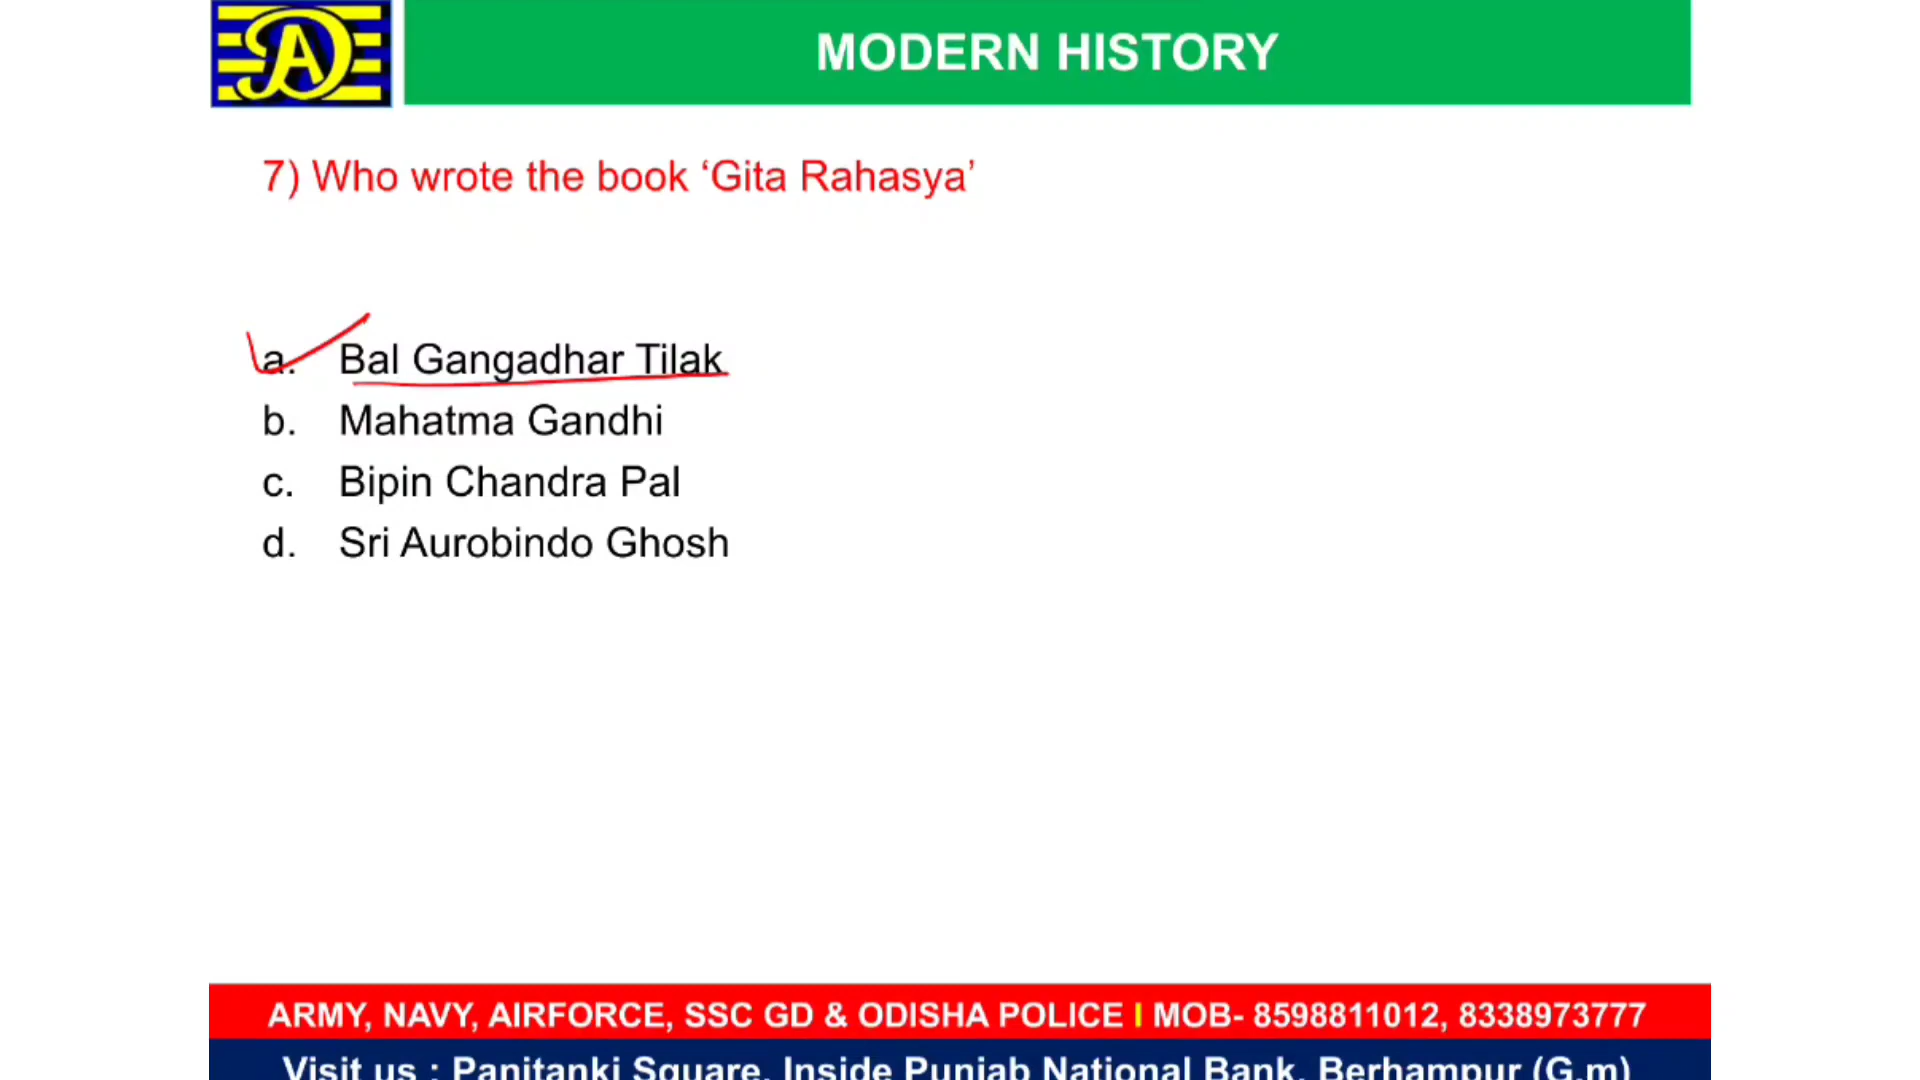 DA
MODERN HISTORY
7) Who wrote the book ‘Gita Rahasya’
a. Bal Gangadhar Tilak
b. Mahatma Gandhi
c. Bipin Chandra Pal
d. Sri Aurobindo Ghosh
ARMY, NAVY, AIRFORCE, SSC GD & ODISHA POLICE I MOB- 8598811012, 8338973777
Visit us : Panitanki Square, Inside Punjab National Bank, Berhampur (G.m)